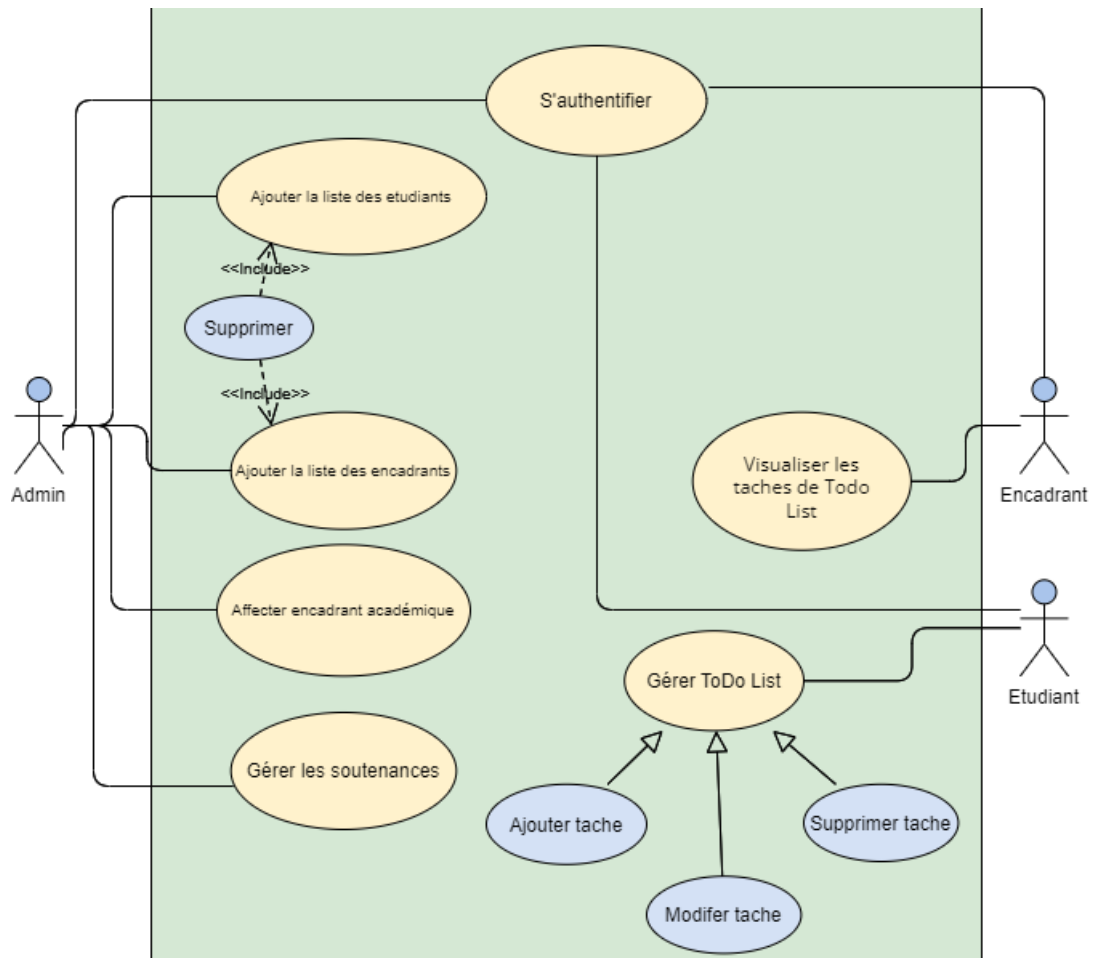 S'authentifier
Ajouter la liste des etudiants
<<Include>>
Supprimer
<<Include>>
Ajouter la liste des encadrants
Admin
Visualiser les
taches de Todo
List
Encadrant
Affecter encadrant académique
Gérer ToDo List
Etudiant
Gérer les soutenances
Ajouter tache
Supprimer tache
Modifer tache